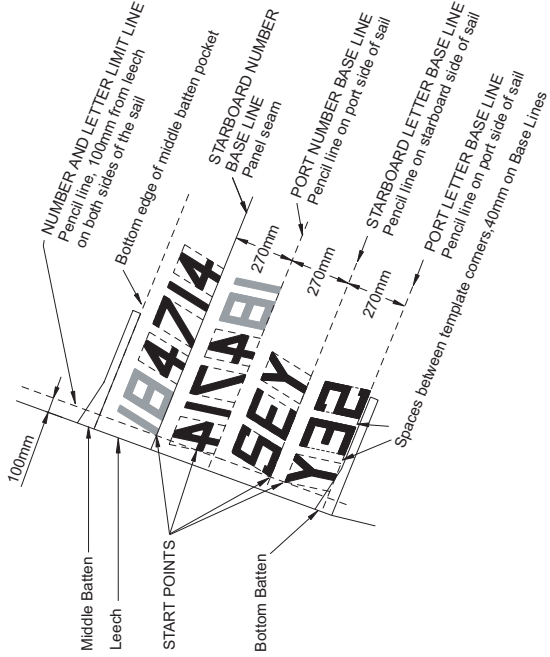 NUMBER AND LETTER LIMIT LINE
Pencil line, 100mm from leech
on both sides of the sail
Bottom edge of middle batten pocket
STARBOARD NUMBER
BASE LINE
Panel seam
PORT NUMBER BASE LINE
Pencil line on port side of sail
STARBOARD LETTER BASE LINE
Pencil line on starboard side of sail
PORT LETTER BASE LINE
Pencil line on port side of sail
Spaces between template corners,40mm on Base Lines
100mm
270mm
270mm
270mm
184714
184714
SEY
SEY
Middle Batten
Leech
START POINTS
Bottom Batten